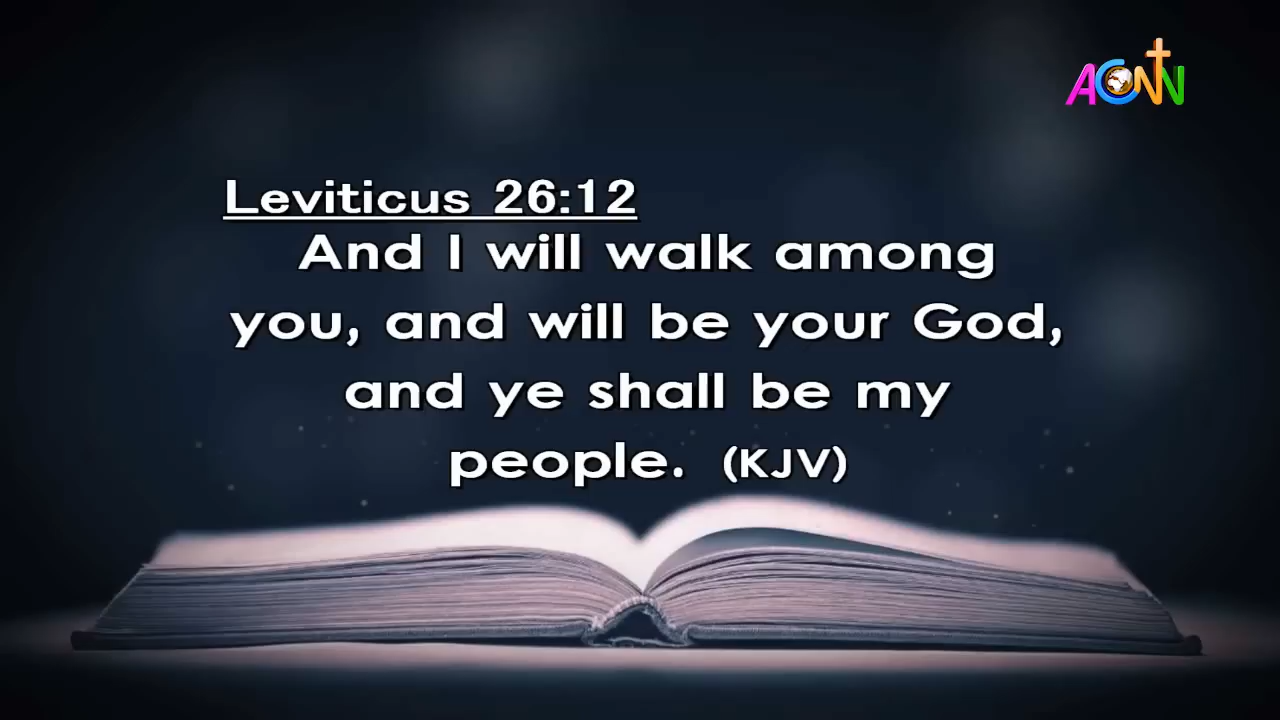 ACNN
Leviticus 26:12
And I will walk among
you, and will be your God,
and ye shall be my
people. (KJV)